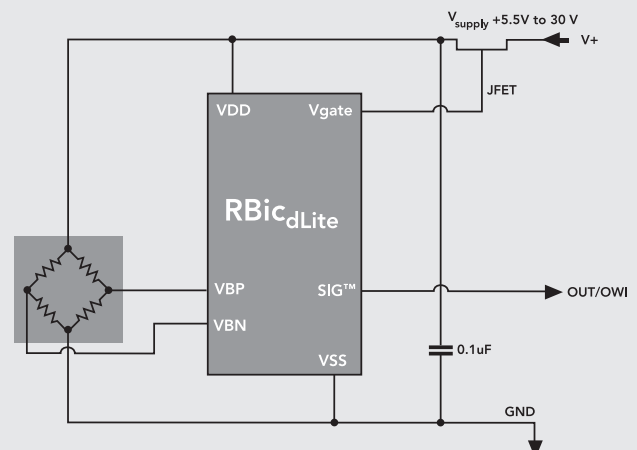 Vsupply +5.5V to 30 V
V+
JFET
VDD
Vgate
RBicdLite
VBP
SIG™
OUT/OWI
VBN
VSS
0.1uF
GND